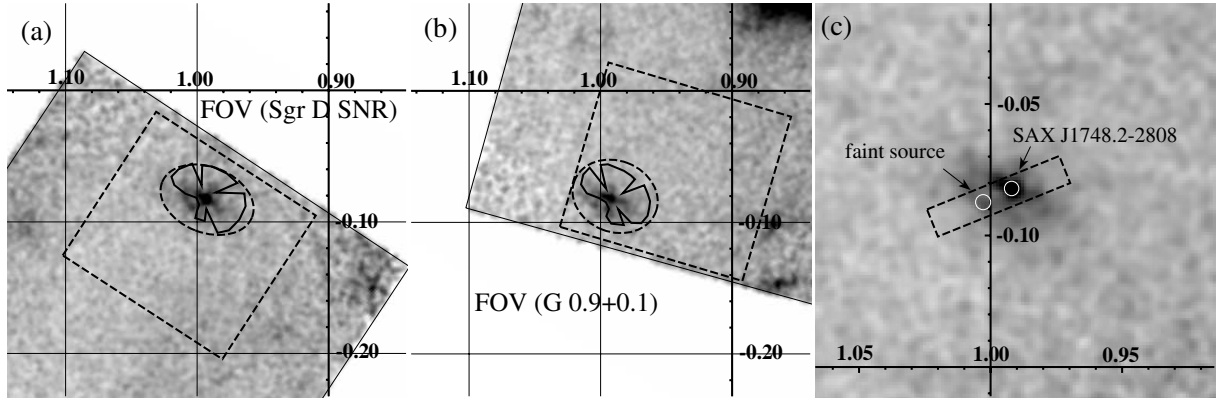 (a)
1.10 1.00 0.90
FOV (Sgr D SNR)
-0.10
-0.20
(b)
1.10 1.00 0.90
-0.10
FOV (G 0.9+0.1)
-0.20
(c)
-0.05
SAX J1748.2-2808
faint source
-0.10
1.05 1.00 0.95